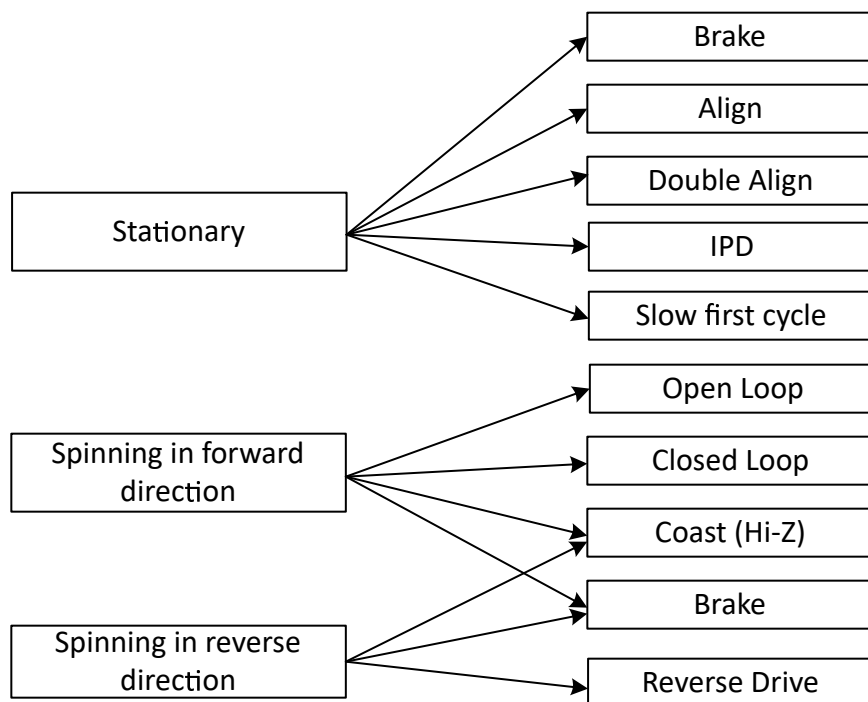 Brake
Align
Double Align
Stationary
IPD
Slow first cycle
Open Loop
Spinning in forward
direction
Closed Loop
Coast (Hi-Z)
Brake
Spinning in reverse
direction
Reverse Drive